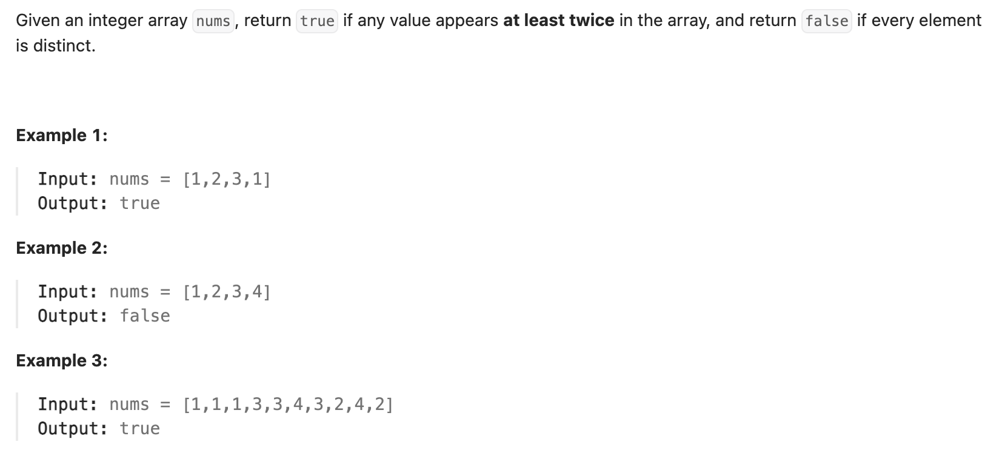 Given an integer array nums, return true if any value appears at least twice in the array, and return false if every element
is distinct.
Example 1:
Input: nums = [1,2,3,1]
Output: true
Example 2:
Input: nums = [1,2,3,4]
Output: false
Example 3:
Input: nums = [1,1,1,3,3,4,3,2,4,2]
Output: true